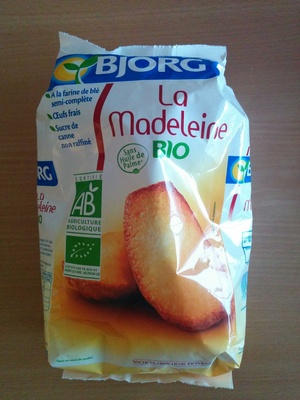 BJORG
À la farine de blé
semi-complète
Œufs frais
Sucre de
canne
non raffiné
La
Madeleine
BIO
Sans
Huile de
Palme
CERTIFIÉ
AB
AGRICULTURE
BIOLOGIQUE